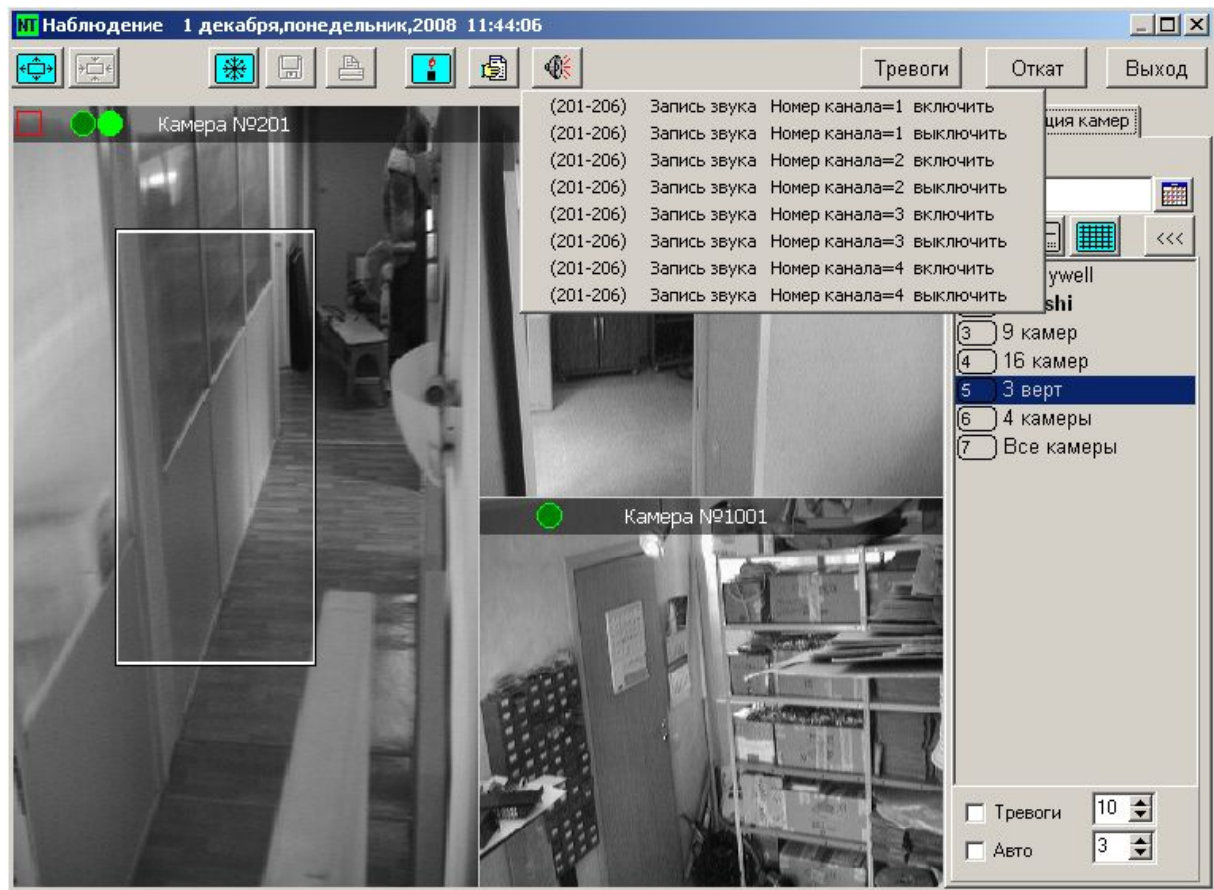 NT Наблюдение 1 декабря,понедельник,2008 11:44:06
Тревоги Откат Выход
Камера №201
(201-206) Запись звука Номер канала=1 включить
(201-206) Запись звука Номер канала=1 выключить
(201-206) Запись звука Номер канала=2 включить
(201-206) Запись звука Номер канала=2 выключить
(201-206) Запись звука Номер канала=3 включить
(201-206) Запись звука Номер канала=3 выключить
(201-206) Запись звука Номер канала=4 включить
(201-206) Запись звука Номер канала=4 выключить
ция камер
<<<
ywell
shi
3 9 камер
4 16 камер
5 3 верт
6 4 камеры
7 Все камеры
Камера №1001
Тревоги 10
Авто 3